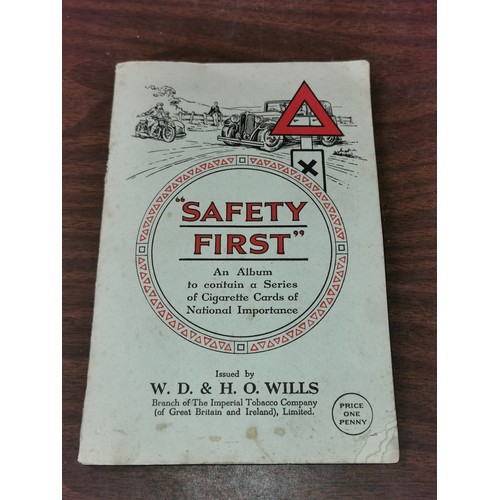 "SAFETY
FIRST"
An Album
to contain a Series
of Cigarette Cards of
National Importance
Issued by
W. D. & H. O. WILLS
Branch of The Imperial Tobacco Company
(of Great Britain and Ireland), Limited.
PRICE
ONE
PENNY